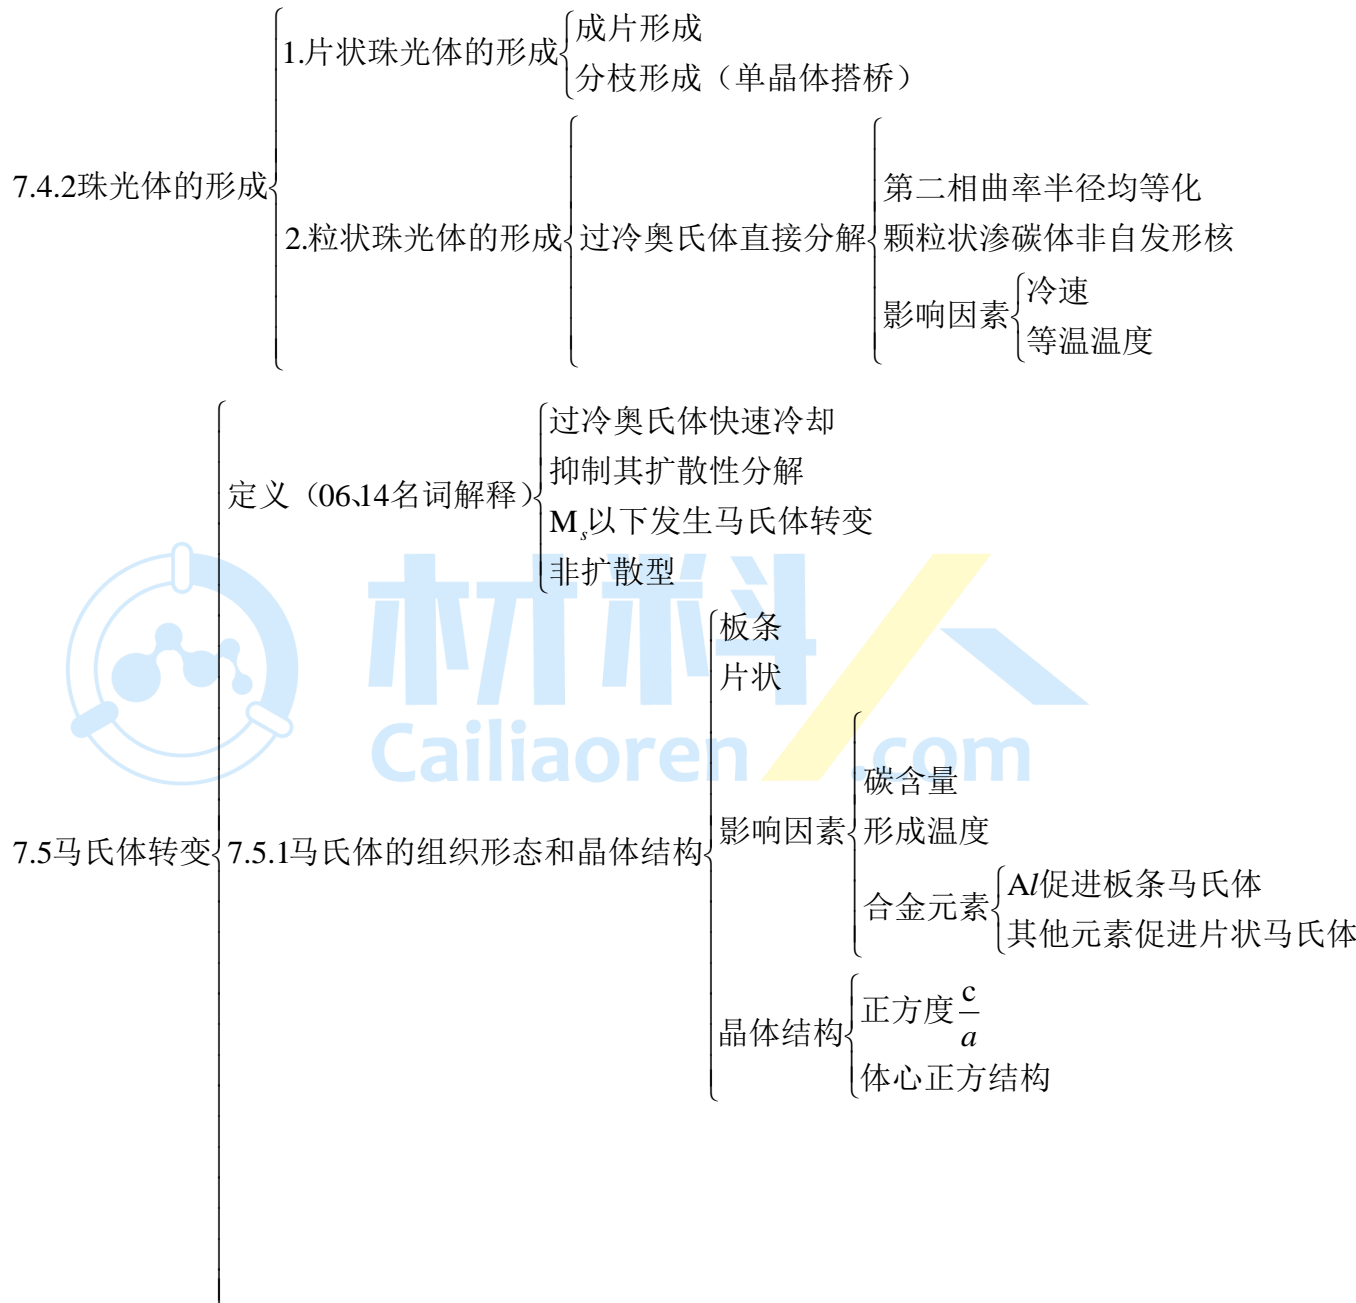 7.4.2珠光体的形成
1.片状珠光体的形成
成片形成
分枝形成（单晶体搭桥）
2.粒状珠光体的形成
过冷奥氏体直接分解
第二相曲率半径均等化
颗粒状渗碳体非自发形核
影响因素
冷速
等温温度
7.5马氏体转变
定义（06、14名词解释）
过冷奥氏体快速冷却
抑制其扩散性分解
Ms以下发生马氏体转变
非扩散型
7.5.1马氏体的组织形态和晶体结构
板条
片状
影响因素
碳含量
形成温度
合金元素
Al促进板条马氏体
其他元素促进片状马氏体
晶体结构
正方度c/a
体心正方结构
材料人
Cailiaoren.com